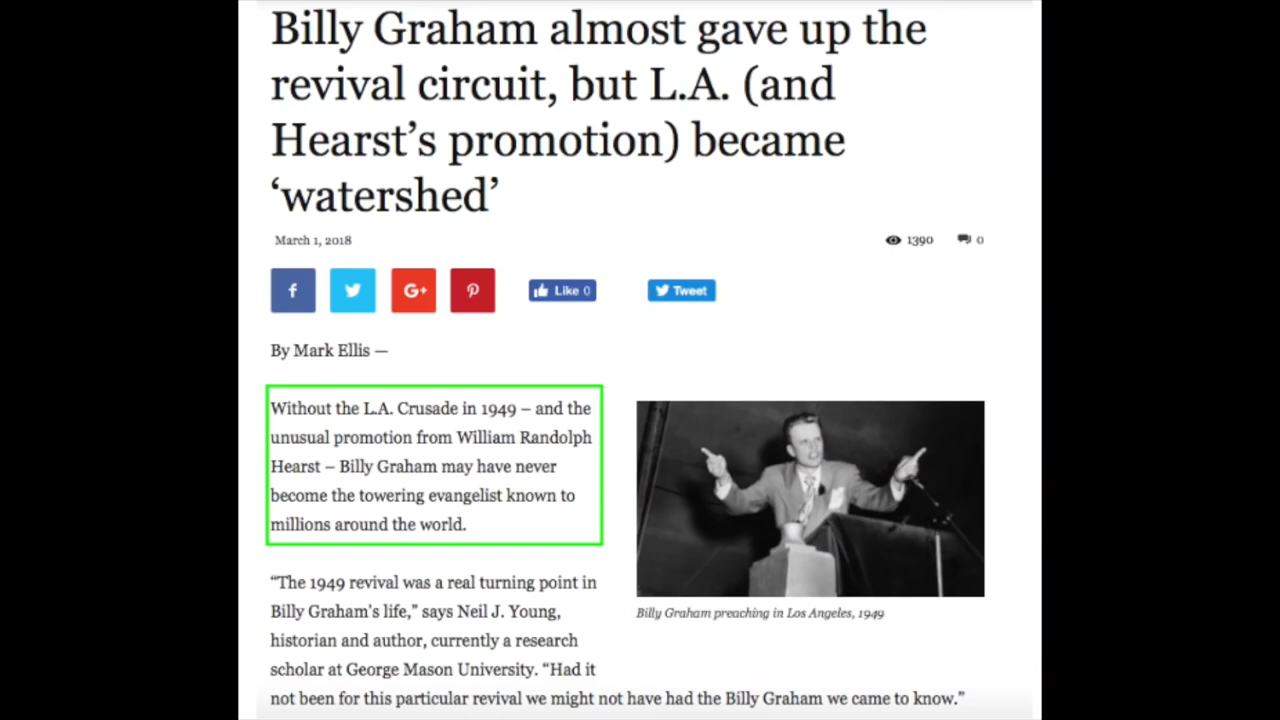 Billy Graham almost gave up the
revival circuit, but L.A. (and
Hearst’s promotion) became
‘watershed’
March 1, 2018
1390
0
f
G+
Like 0
Tweet
By Mark Ellis —
Without the L.A. Crusade in 1949 – and the
unusual promotion from William Randolph
Hearst – Billy Graham may have never
become the towering evangelist known to
millions around the world.
Billy Graham preaching in Los Angeles, 1949
“The 1949 revival was a real turning point in
Billy Graham’s life,” says Neil J. Young,
historian and author, currently a research
scholar at George Mason University. “Had it
not been for this particular revival we might not have had the Billy Graham we came to know.”